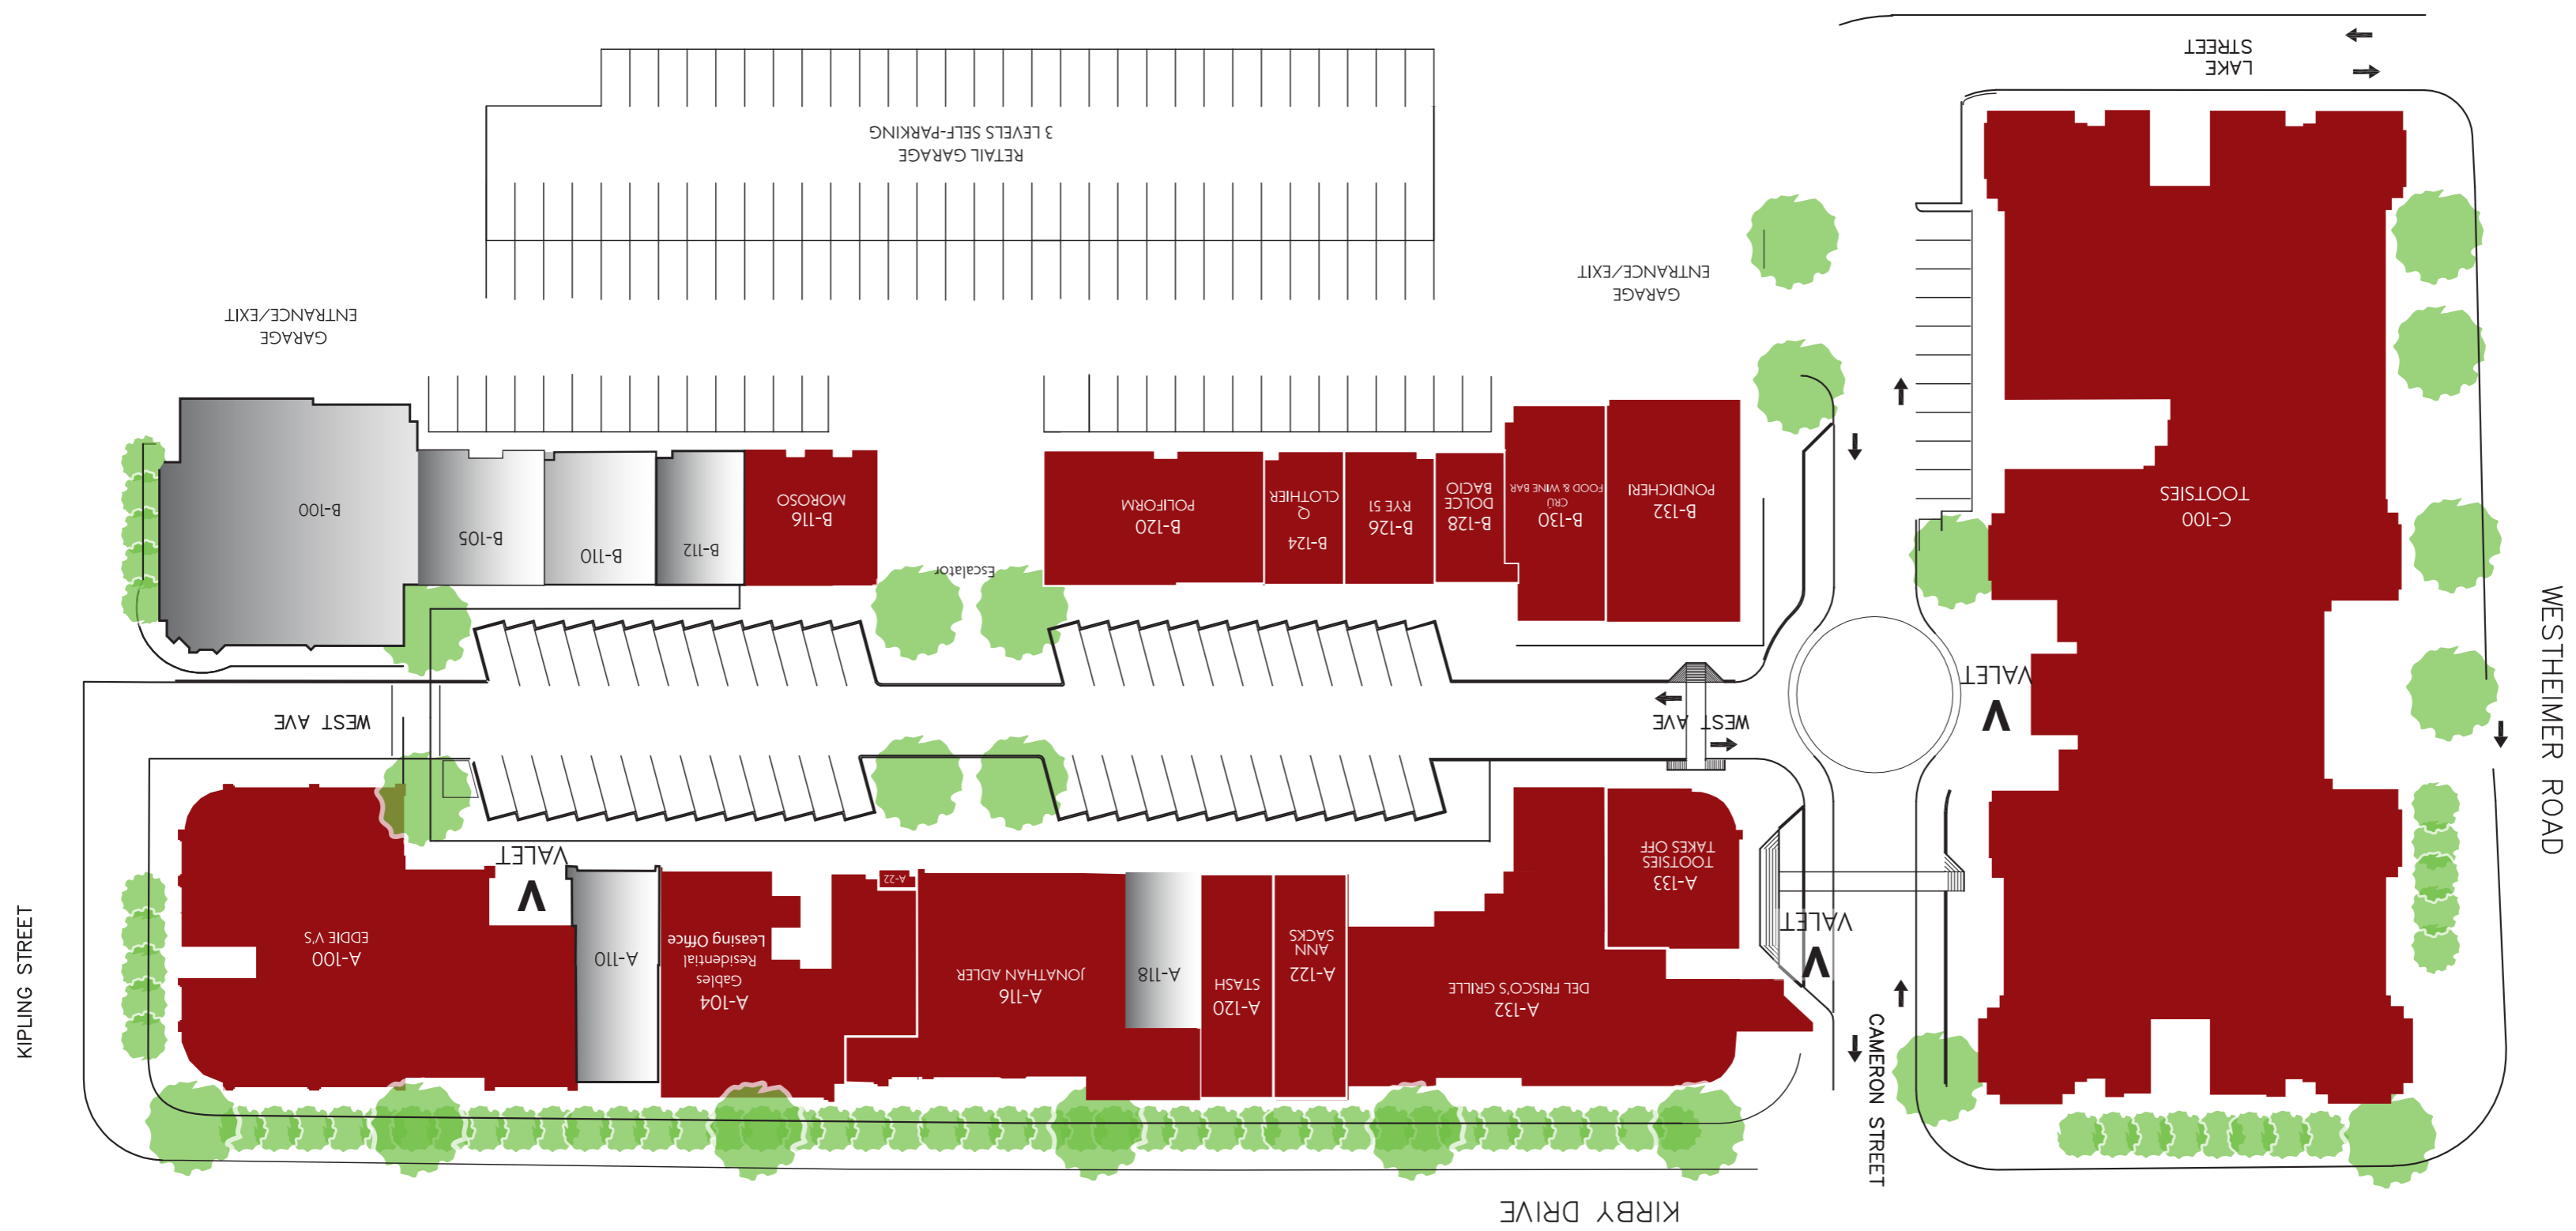 KIRBY DRIVE
CAMERON STREET
KIPLING STREET
WESTHEIMER ROAD
A-132
DEL FRISCO'S GRILLE
A-120
STASH
A-122
ANN
SACKS
A-118
A-116
JONATHAN ADLER
A-104
Gables
Residential
Leasing Office
A-110
A-100
EDDIE V'S
VALET
A-133
TOOTSIES
TAKES OFF
A-22
VALET
VALET
WEST AVE
WEST AVE
Escalator
B-132
PONDICHERI
B-130
CRÚ
FOOD & WINE BAR
B-128
DOLCE
BACIO
B-126
RYE 51
B-124
Q
CLOTHIER
B-120
POLIFORM
B-116
MOROSO
B-112
B-110
B-105
B-100
C-100
TOOTSIES
GARAGE
ENTRANCE/EXIT
GARAGE
ENTRANCE/EXIT
RETAIL GARAGE
3 LEVELS SELF-PARKING
LAKE
STREET